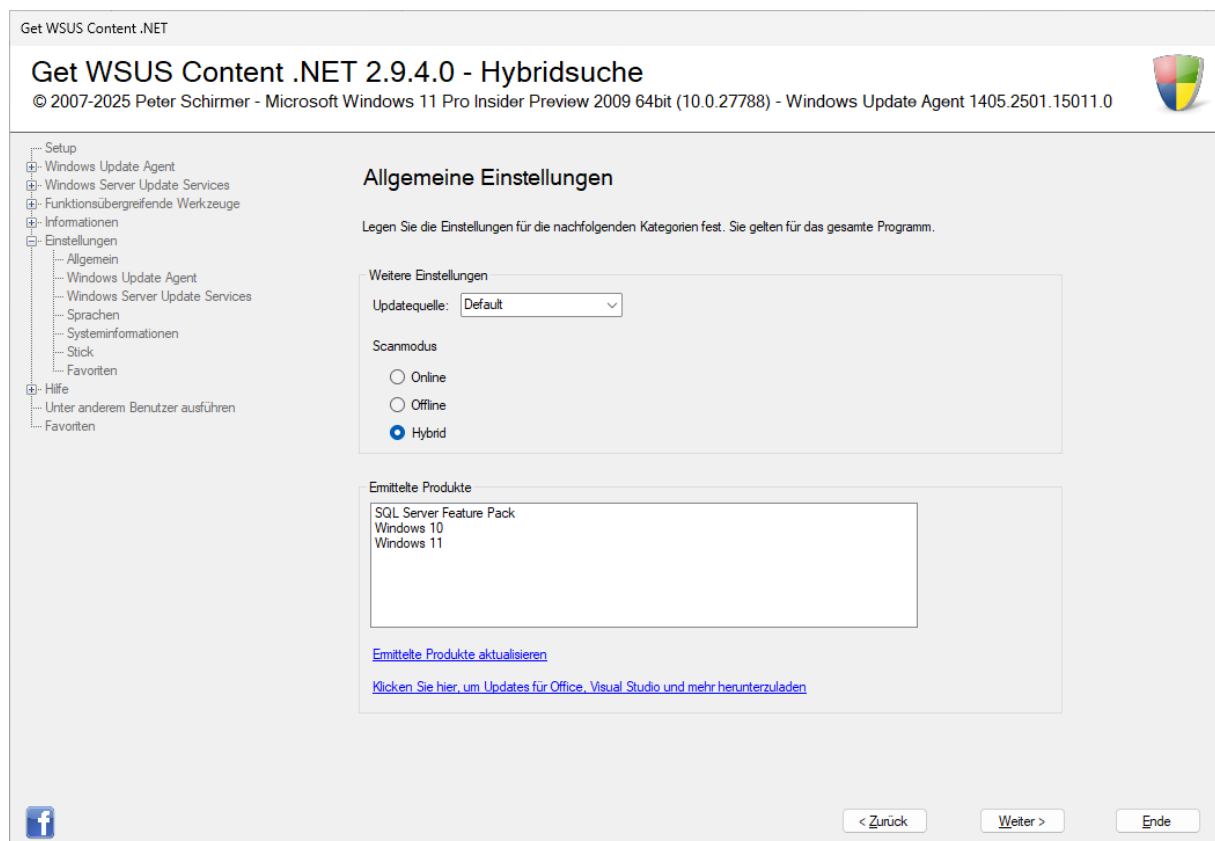 Get WSUS Content .NET
Get WSUS Content .NET 2.9.4.0 - Hybridsuche
© 2007-2025 Peter Schirmer - Microsoft Windows 11 Pro Insider Preview 2009 64bit (10.0.27788) - Windows Update Agent 1405.2501.15011.0
Setup
Windows Update Agent
Windows Server Update Services
Funktionsübergreifende Werkzeuge
Informationen
Einstellungen
Allgemein
Windows Update Agent
Windows Server Update Services
Sprachen
Systeminformationen
Stick
Favoriten
Hilfe
Unter anderem Benutzer ausführen
Favoriten
Allgemeine Einstellungen
Legen Sie die Einstellungen für die nachfolgenden Kategorien fest. Sie gelten für das gesamte Programm.
Weitere Einstellungen
Updatequelle: Default
Scanmodus
Online
Offline
Hybrid
Ermittelte Produkte
SQL Server Feature Pack
Windows 10
Windows 11
Ermittelte Produkte aktualisieren
Klicken Sie hier, um Updates für Office, Visual Studio und mehr herunterzuladen
f
< Zurück Weiter > Ende